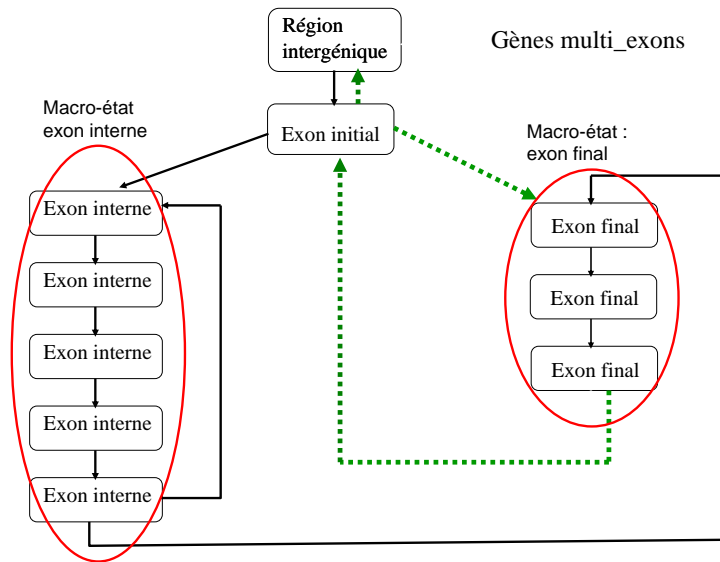 Région
intergénique
Gènes multi_exons
Macro-état
exon interne
Exon initial
Macro-état :
exon final
Exon interne
Exon interne
Exon interne
Exon interne
Exon interne
Exon final
Exon final
Exon final